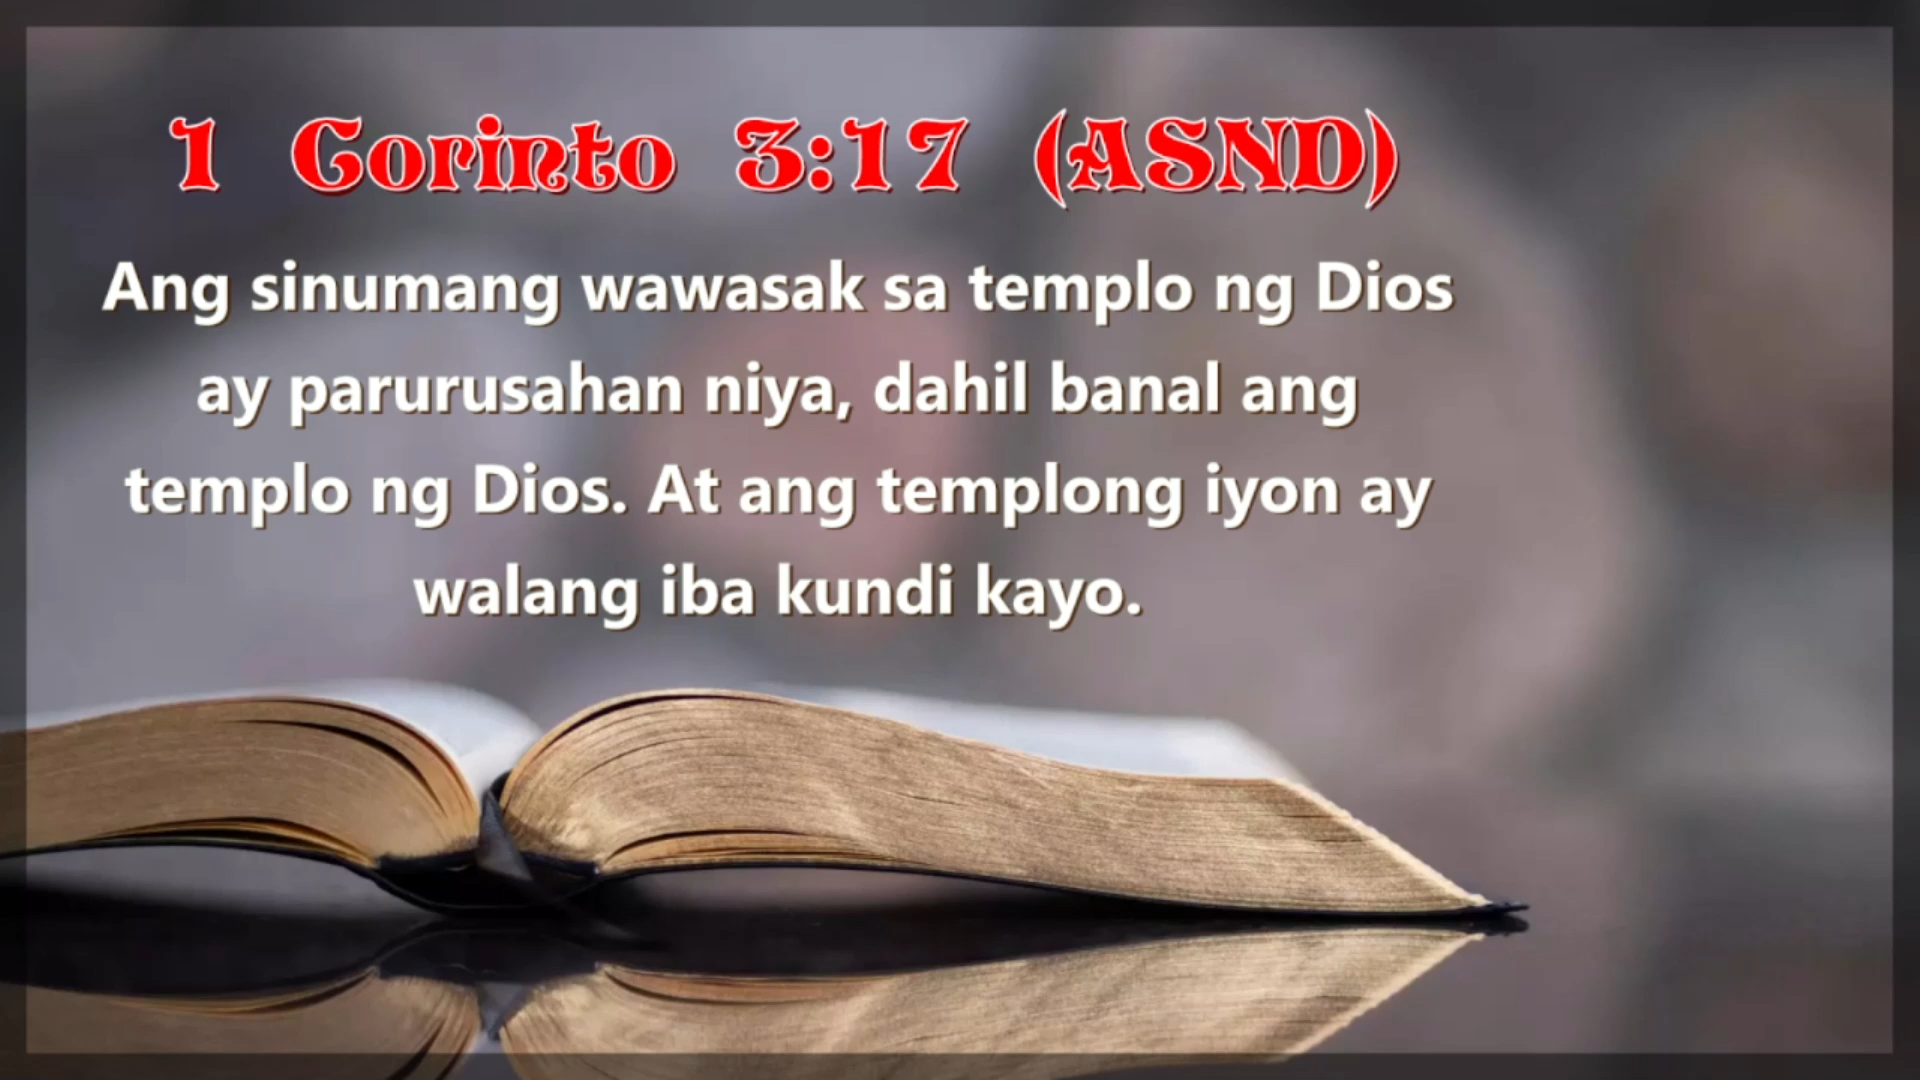 1 Corinto 3:17 (ASND)
Ang sinumang wawasak sa templo ng Dios
ay parurusahan niya, dahil banal ang
templo ng Dios. At ang templong iyon ay
walang iba kundi kayo.